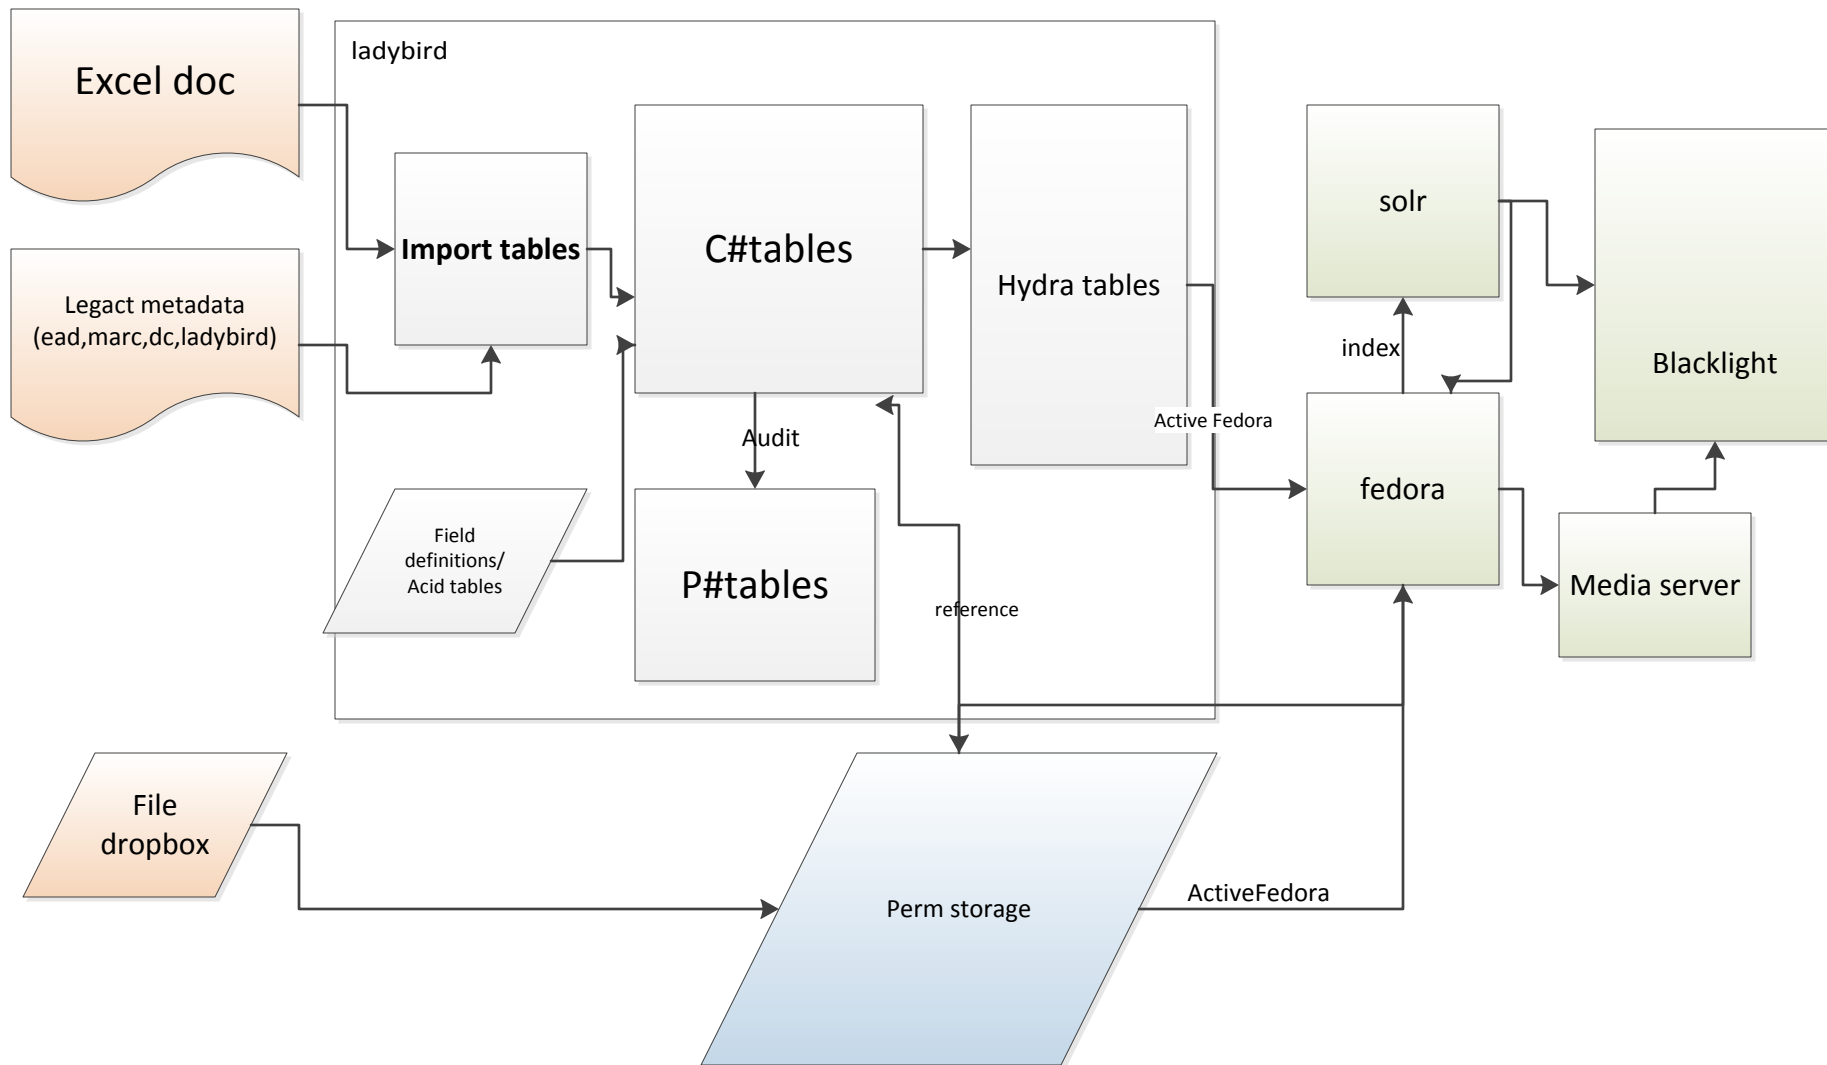 ladybird
Excel doc
Import tables
C#tables
Hydra tables
solr
Legact metadata
(ead,marc,dc,ladybird)
index
Blacklight
Active Fedora
Audit
fedora
Field
definitions/
Acid tables
P#tables
Media server
reference
File
dropbox
ActiveFedora
Perm storage